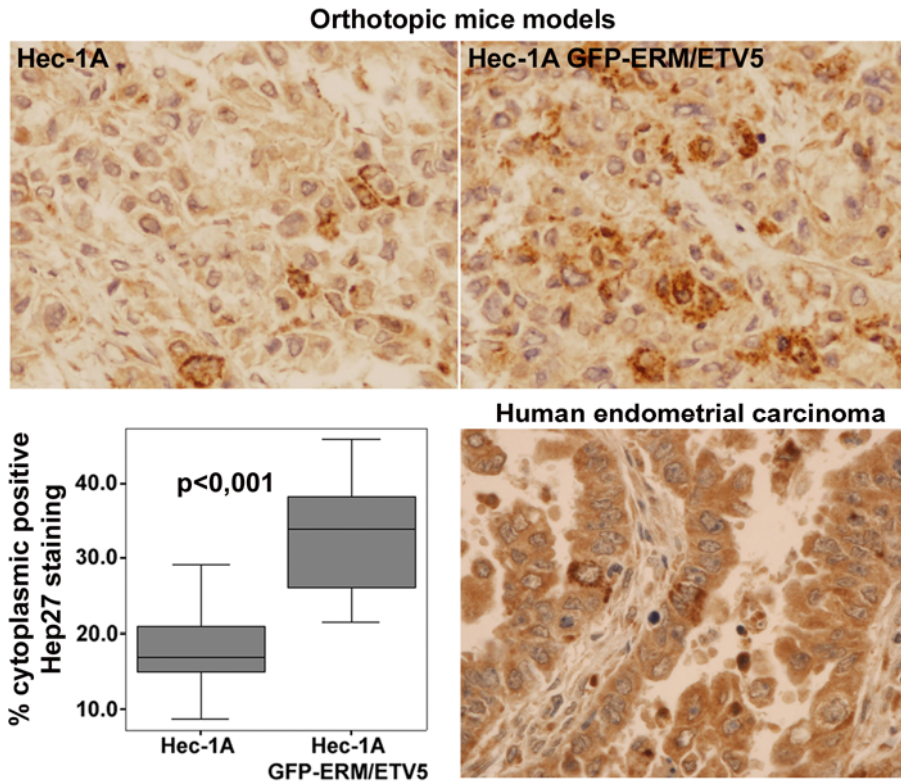 Orthotopic mice models
Hec-1A
Hec-1A GFP-ERM/ETV5
% cytoplasmic positive
Hep27 staining
40.0
30.0
20.0
10.0
p<0,001
Hec-1A
Hec-1A
GFP-ERM/ETV5
Human endometrial carcinoma